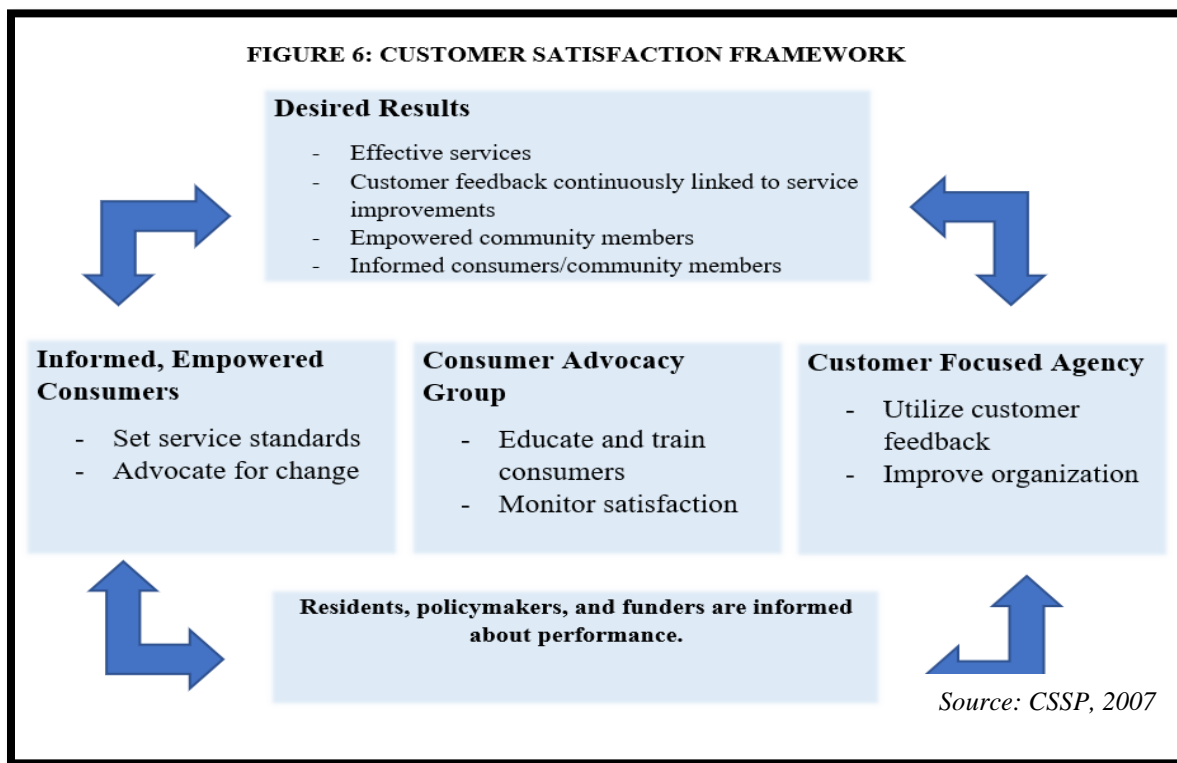 FIGURE 6: CUSTOMER SATISFACTION FRAMEWORK
Desired Results
- Effective services
- Customer feedback continuously linked to service
improvements
- Empowered community members
- Informed consumers/community members
Informed, Empowered
Consumers
- Set service standards
- Advocate for change
Consumer Advocacy
Group
- Educate and train
consumers
- Monitor satisfaction
Customer Focused Agency
- Utilize customer
feedback
- Improve organization
Residents, policymakers, and funders are informed
about performance.
Source: CSSP, 2007